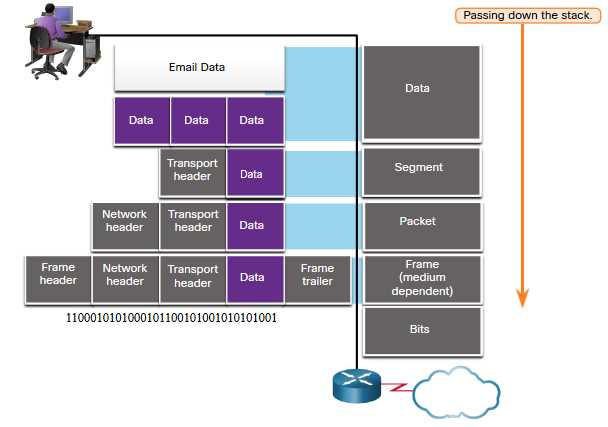 Passing down the stack.
Email Data
Data
Data
Data
Data
Transport
header
Data
Segment
Network
header
Transport
header
Data
Packet
Frame
header
Network
header
Transport
header
Data
Frame
trailer
Frame
(medium
dependent)
1100010101000101100101001010101001
Bits